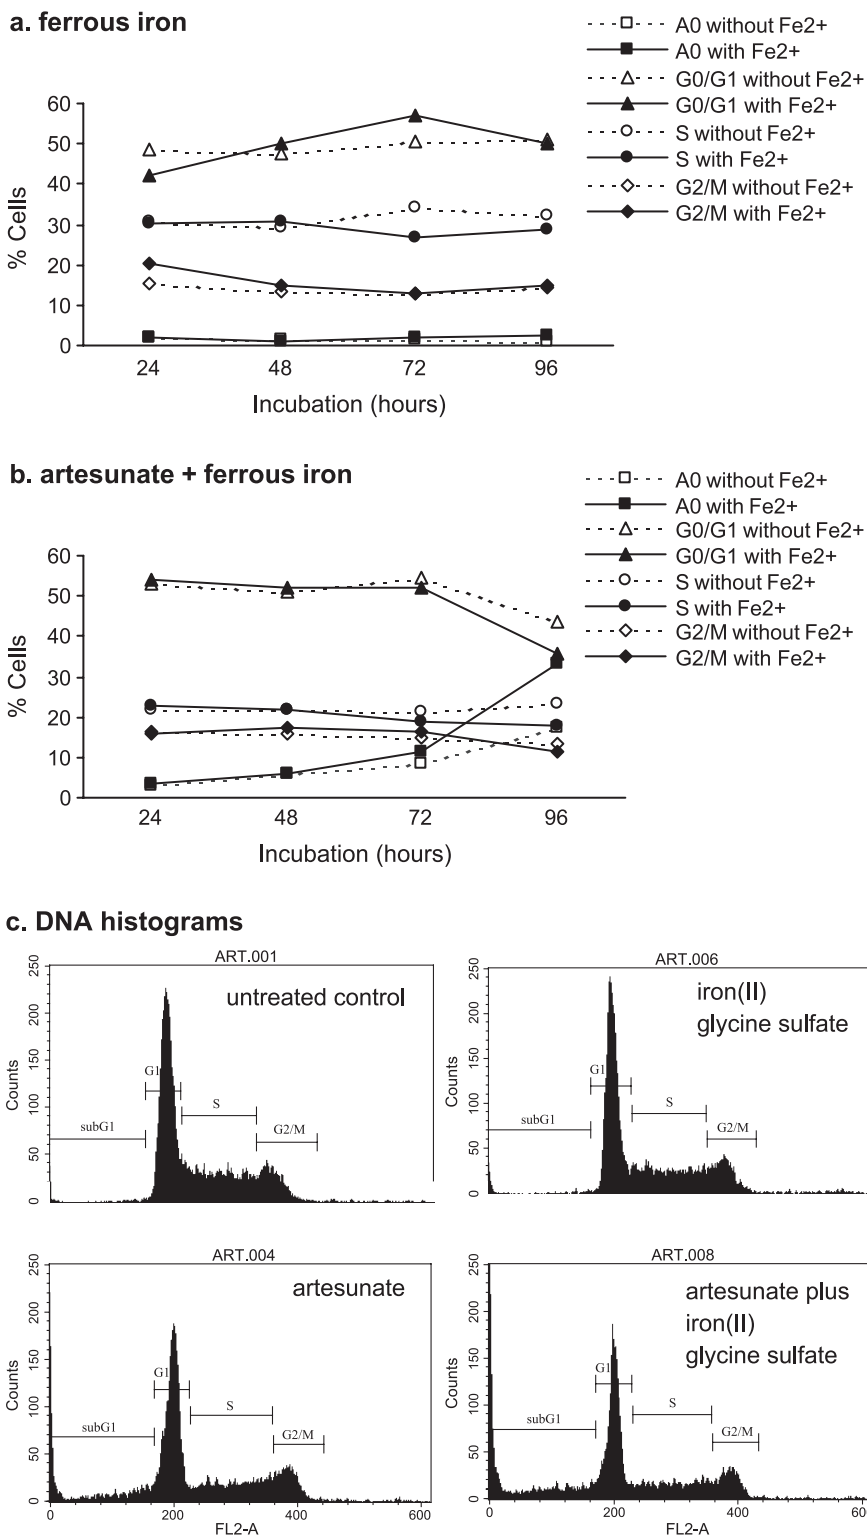 a. ferrous iron
A0 without Fe2+
A0 with Fe2+
G0/G1 without Fe2+
G0/G1 with Fe2+
S without Fe2+
S with Fe2+
G2/M without Fe2+
G2/M with Fe2+
60
50
40
30
20
10
0
% Cells
24 48 72 96
Incubation (hours)
b. artesunate + ferrous iron
A0 without Fe2+
A0 with Fe2+
G0/G1 without Fe2+
G0/G1 with Fe2+
S without Fe2+
S with Fe2+
G2/M without Fe2+
G2/M with Fe2+
60
50
40
30
20
10
0
% Cells
24 48 72 96
Incubation (hours)
c. DNA histograms
ART.001
untreated control
250
200
150
100
50
0
Counts
subG1
G1
S
G2/M
ART.006
iron(II)
glycine sulfate
250
200
150
100
50
0
Counts
subG1
G1
S
G2/M
ART.004
artesunate
250
200
150
100
50
0
Counts
subG1
G1
S
G2/M
0 200 400 600
FL2-A
ART.008
artesunate plus
iron(II)
glycine sulfate
250
200
150
100
50
0
Counts
subG1
G1
S
G2/M
0 200 400
FL2-A